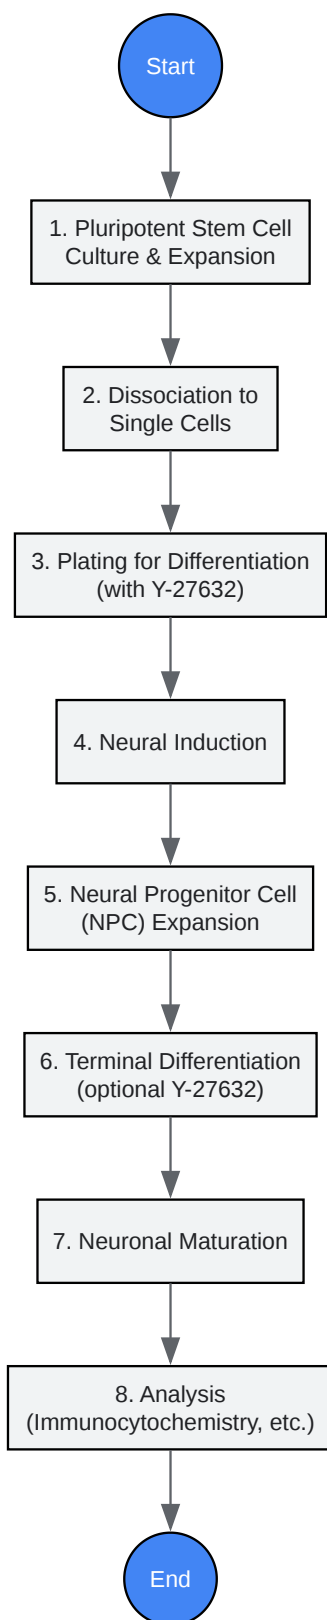 Start
1. Pluripotent Stem Cell
Culture & Expansion
2. Dissociation to
Single Cells
3. Plating for Differentiation
(with Y-27632)
4. Neural Induction
5. Neural Progenitor Cell
(NPC) Expansion
6. Terminal Differentiation
(optional Y-27632)
7. Neuronal Maturation
8. Analysis
(Immunocytochemistry, etc.)
End